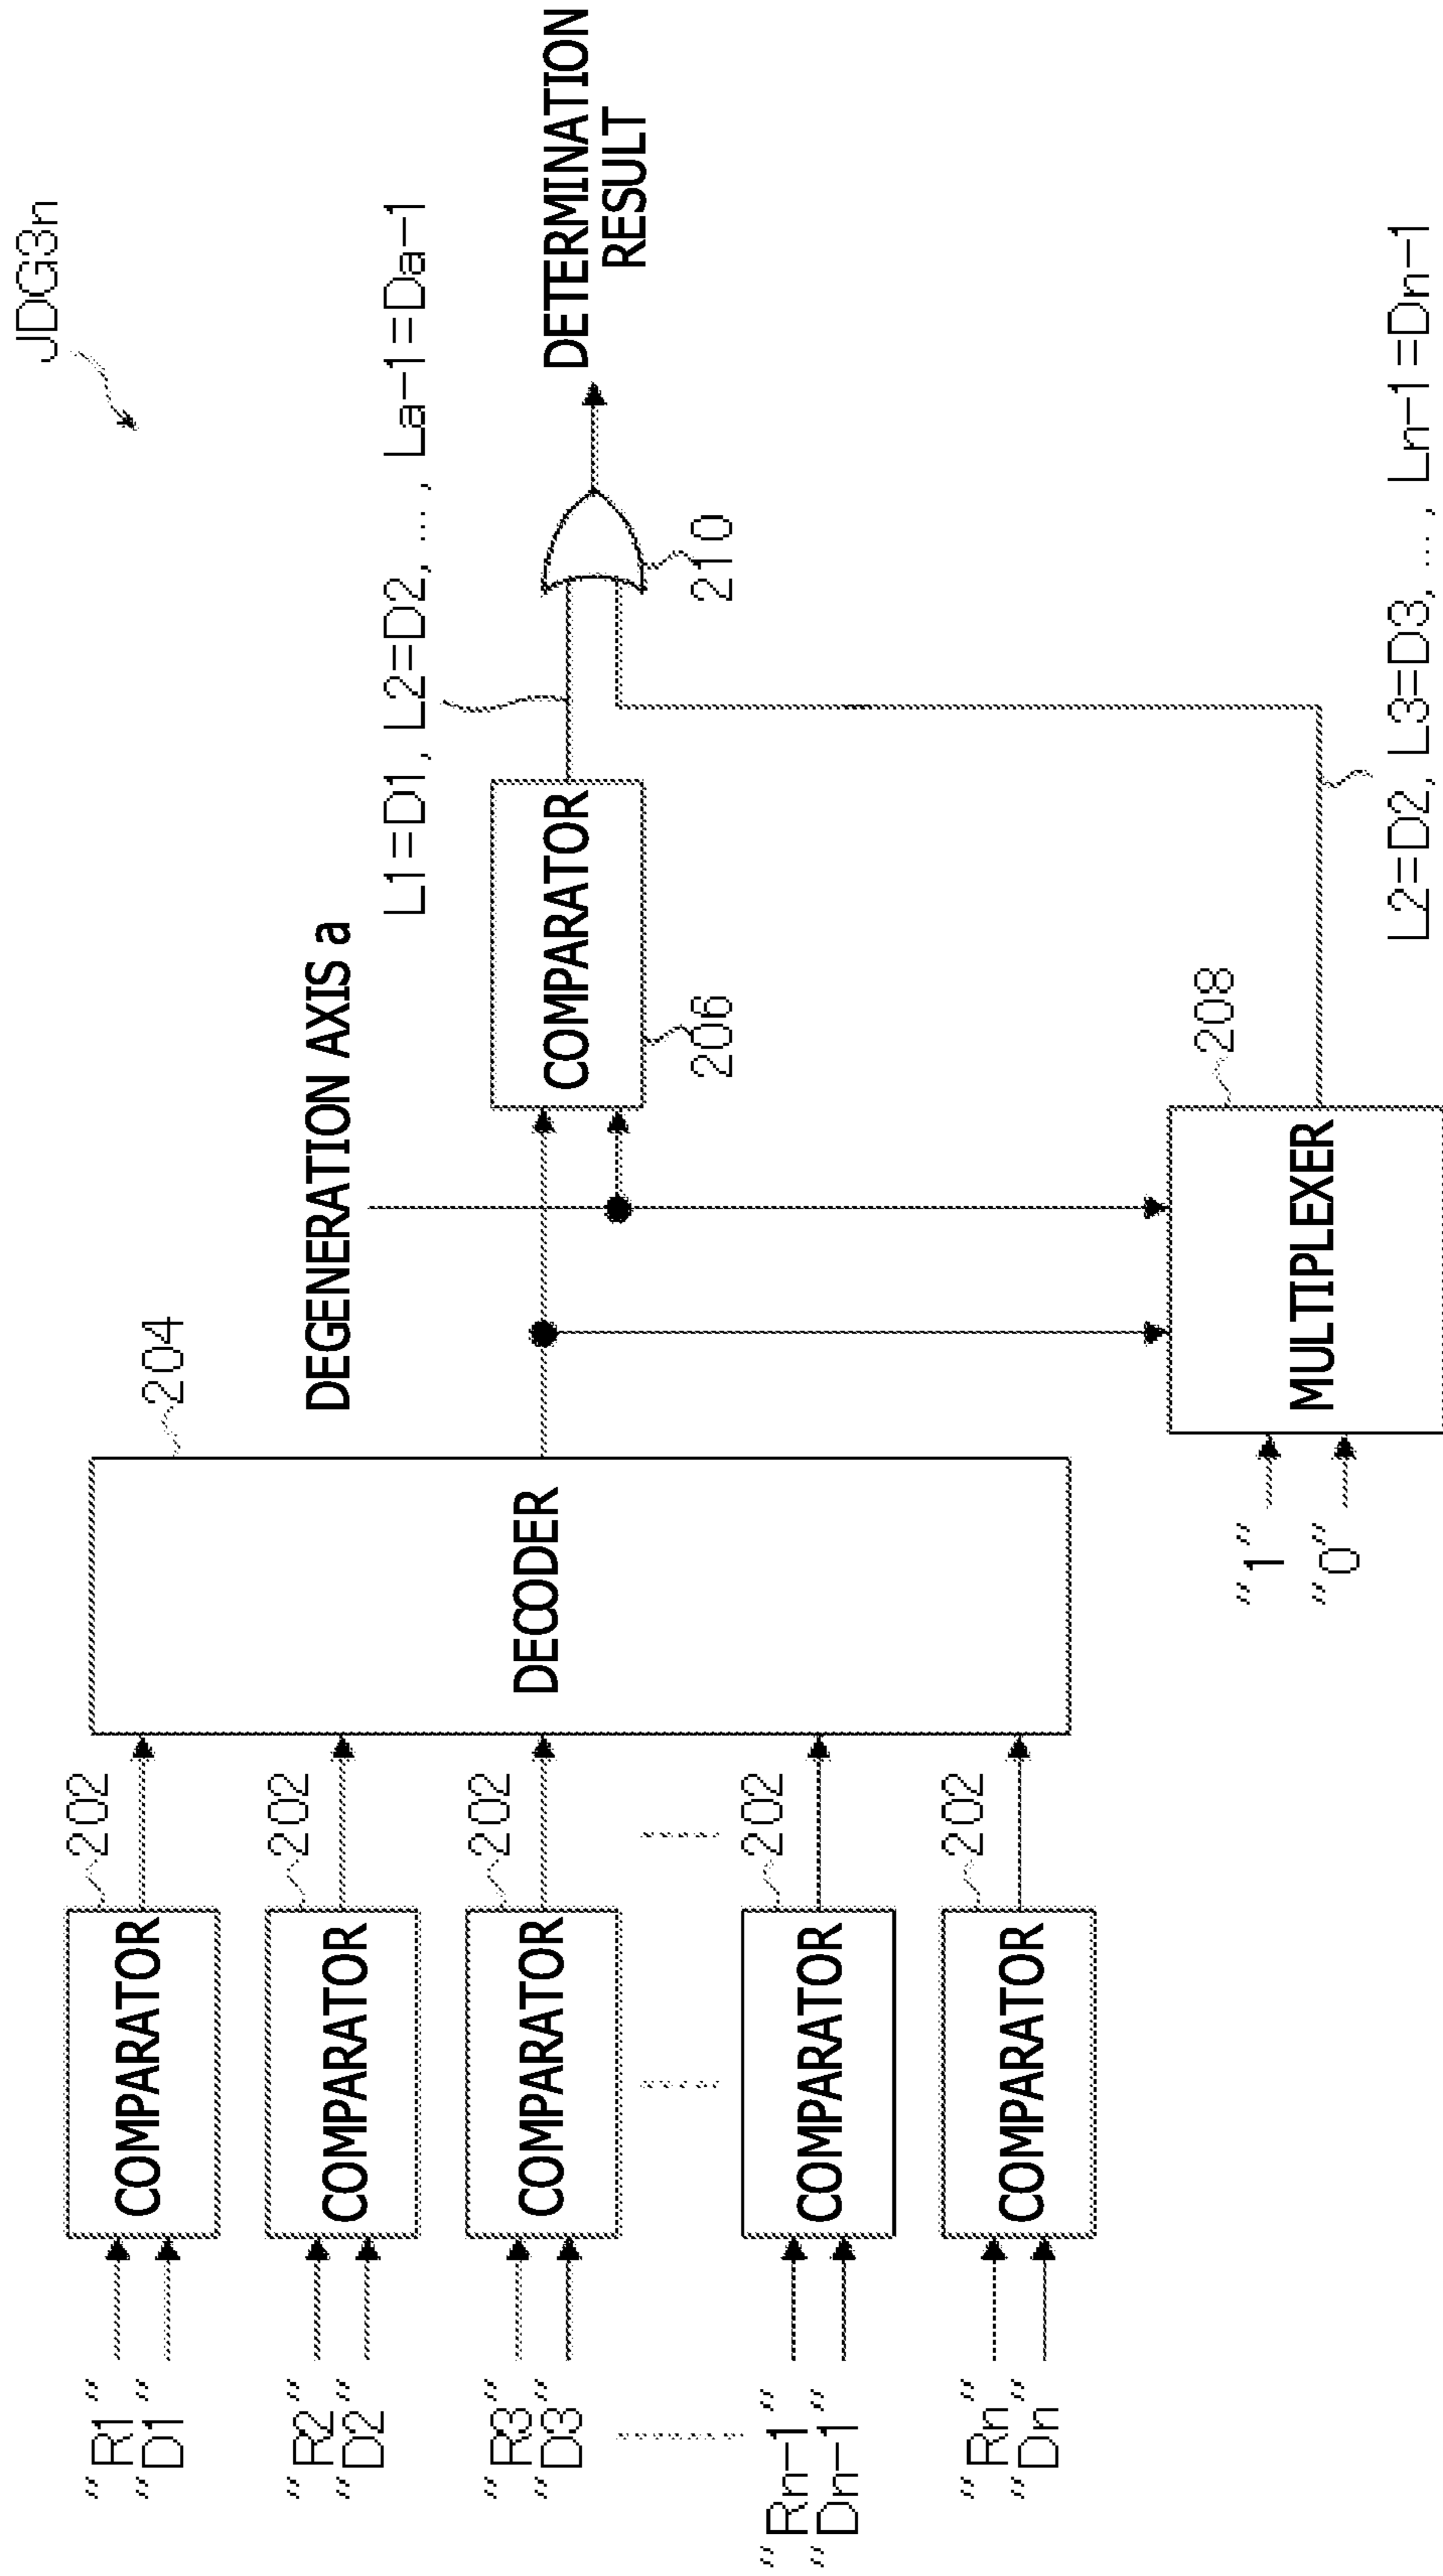 JDG3n
"R1"
"D1"
COMPARATOR
202
"R2"
"D2"
COMPARATOR
202
"R3"
"D3"
COMPARATOR
202
"Rn-1"
"Dn-1"
COMPARATOR
202
"Rn"
"Dn"
COMPARATOR
202
DECODER
204
DEGENERATION AXIS a
COMPARATOR
206
L1=D1, L2=D2, ... , La-1=Da-1
"1"
"0"
MULTIPLEXER
208
L2=D2, L3=D3, ... , Ln-1=Dn-1
210
DETERMINATION
RESULT